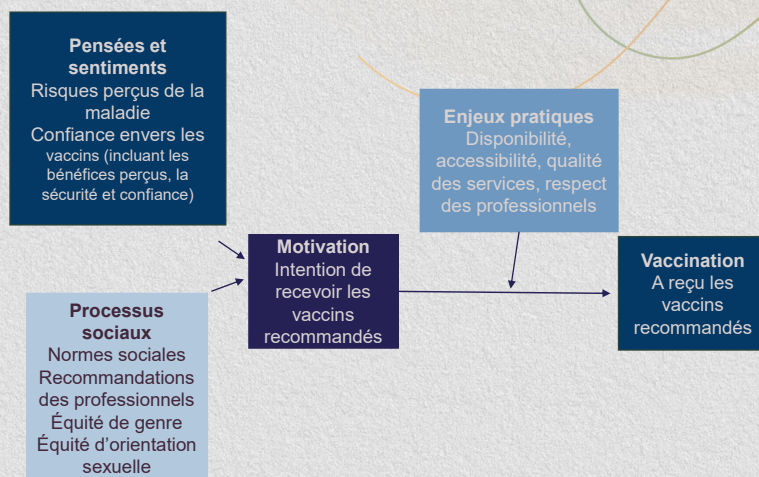 Pensées et
sentiments
Risques perçus de la
maladie
Confiance envers les
vaccins (incluant les
bénéfices perçus, la
sécurité et confiance)
Processus
sociaux
Normes sociales
Recommandations
des professionnels
Équité de genre
Équité d'orientation
sexuelle
Motivation
Intention de
recevoir les
vaccins
recommandés
Enjeux pratiques
Disponibilité,
accessibilité, qualité
des services, respect
des professionnels
Vaccination
A reçu les
vaccins
recommandés